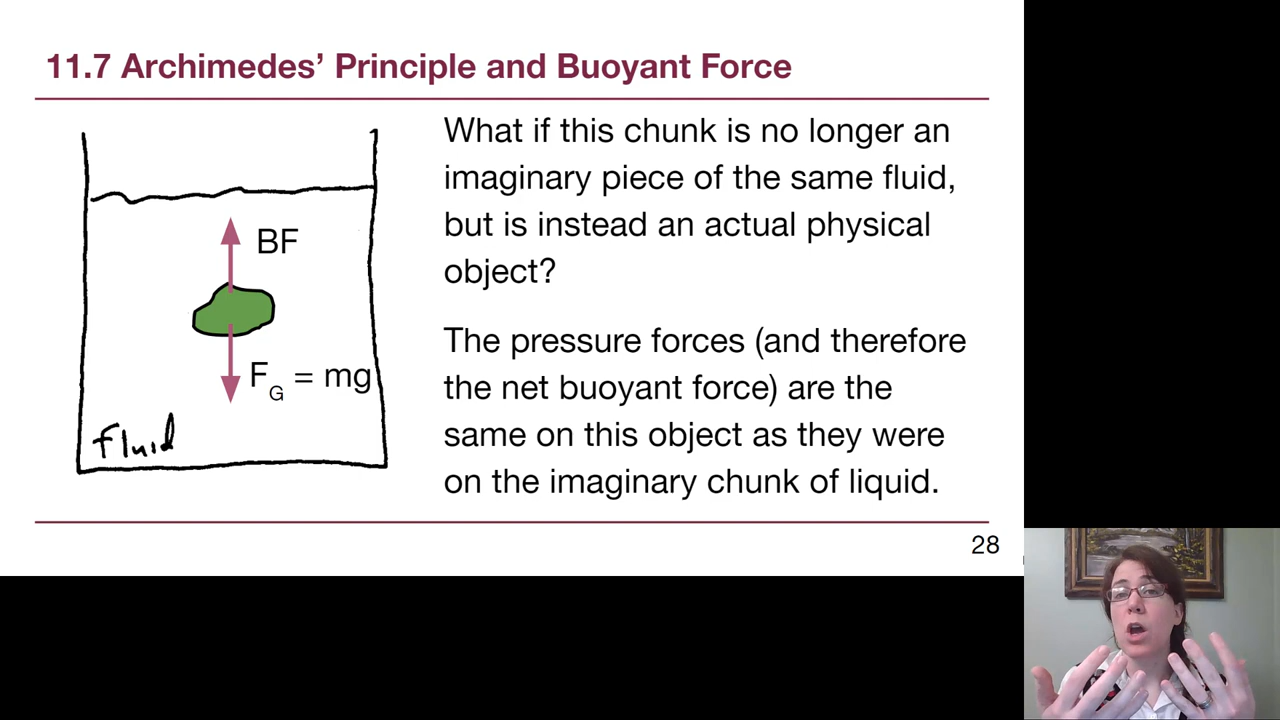 11.7 Archimedes’ Principle and Buoyant Force
What if this chunk is no longer an
imaginary piece of the same fluid,
but is instead an actual physical
object?
The pressure forces (and therefore
the net buoyant force) are the
same on this object as they were
on the imaginary chunk of liquid.
BF
FG = mg
fluid
28